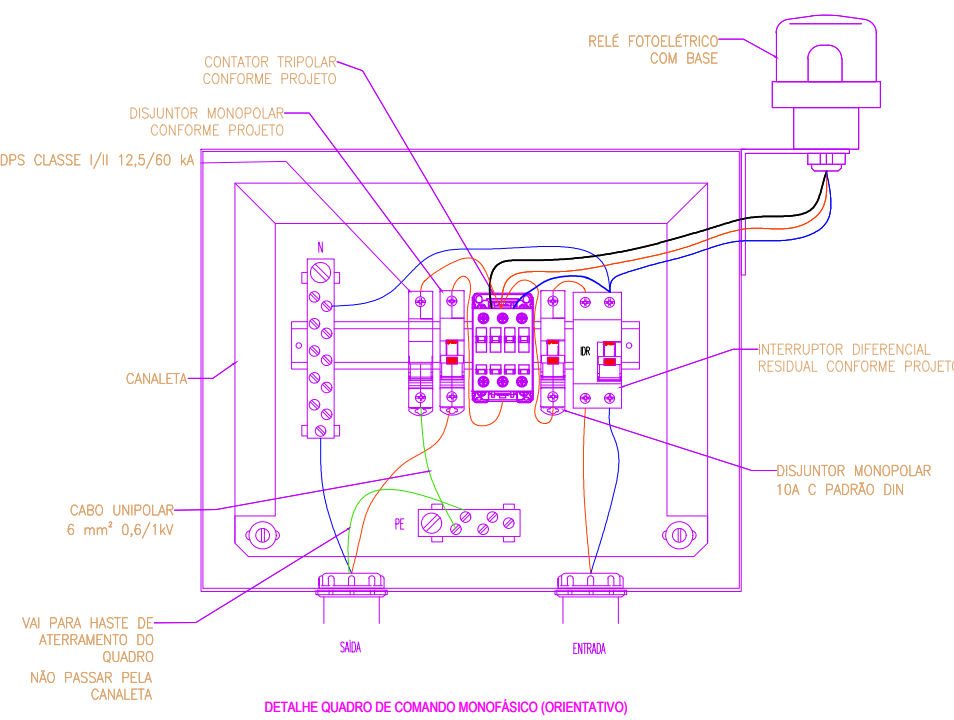 RELÉ FOTOELÉTRICO
COM BASE
CONTATOR TRIPOLAR
CONFORME PROJETO
DISJUNTOR MONOPOLAR
CONFORME PROJETO
DPS CLASSE I/II 12,5/60 kA
N
IDR
INTERRUPTOR DIFERENCIAL
RESIDUAL CONFORME PROJETO
CANALETA
DISJUNTOR MONOPOLAR
10A C PADRÃO DIN
CABO UNIPOLAR
6 mm² 0,6/1kV
PE
VAI PARA HASTE DE
ATERRAMENTO DO
QUADRO
NÃO PASSAR PELA
CANALETA
SAÍDA
ENTRADA
DETALHE QUADRO DE COMANDO MONOFÁSICO (ORIENTATIVO)